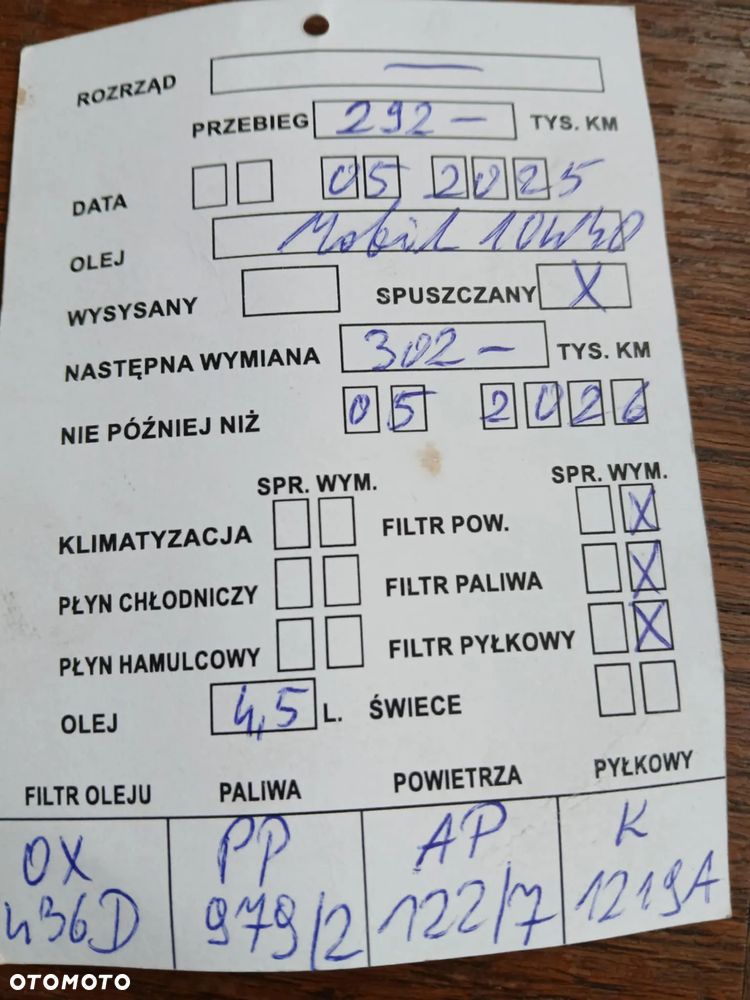 ROZRZĄD —
PRZEBIEG 292 — TYS. KM
DATA 05 2025
OLEJ Mobil 10W40
WYSYSANY SPUSZCZANY X
NASTĘPNA WYMIANA 302 — TYS. KM
NIE PÓŹNIEJ NIŻ 05 2026
SPR. WYM. SPR. WYM.
KLIMATYZACJA FILTR POW. X
PŁYN CHŁODNICZY FILTR PALIWA X
PŁYN HAMULCOWY FILTR PYŁKOWY X
OLEJ 4,5 L. ŚWIECE
FILTR OLEJU PALIWA POWIETRZA PYŁKOWY
OX PP AP K
436D 979/2 122/7 1219A
OTOMOTO